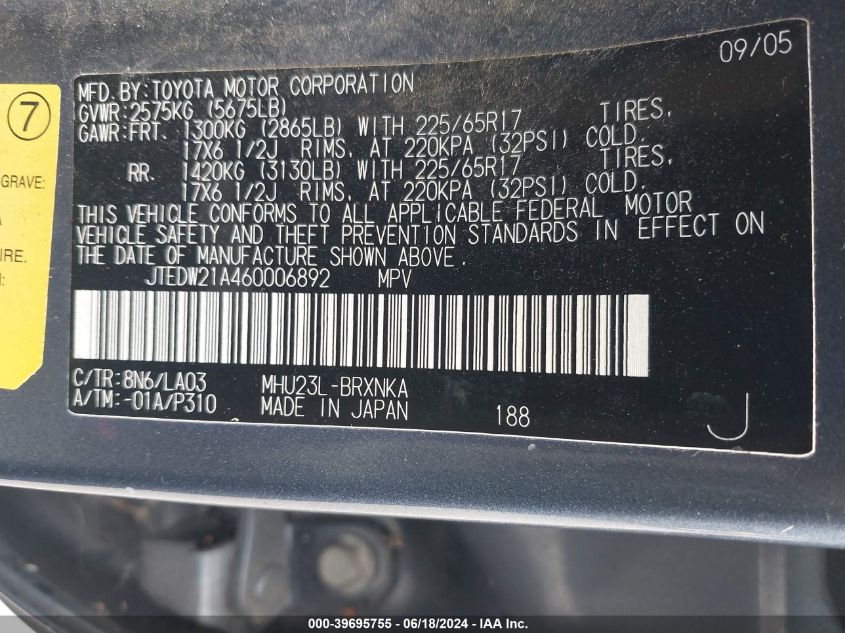 09/05
MFD. BY: TOYOTA MOTOR CORPORATION
GVWR: 2575KG (5675LB)
GAWR: FRT. 1300KG (2865LB) WITH 225/65R17 TIRES,
17X6 1/2J RIMS, AT 220KPA (32PSI) COLD.
RR. 1420KG (3130LB) WITH 225/65R17 TIRES,
17X6 1/2J RIMS, AT 220KPA (32PSI) COLD.
THIS VEHICLE CONFORMS TO ALL APPLICABLE FEDERAL MOTOR
VEHICLE SAFETY AND THEFT PREVENTION STANDARDS IN EFFECT ON
THE DATE OF MANUFACTURE SHOWN ABOVE.
JTEDW21A460006892 MPV
C/TR: 8N6/LA03 MHU23L-BRXNKA
A/TM: -01A/P310 MADE IN JAPAN 188 J
7
GRAVE:
000-39695755 - 06/18/2024 - IAA Inc.